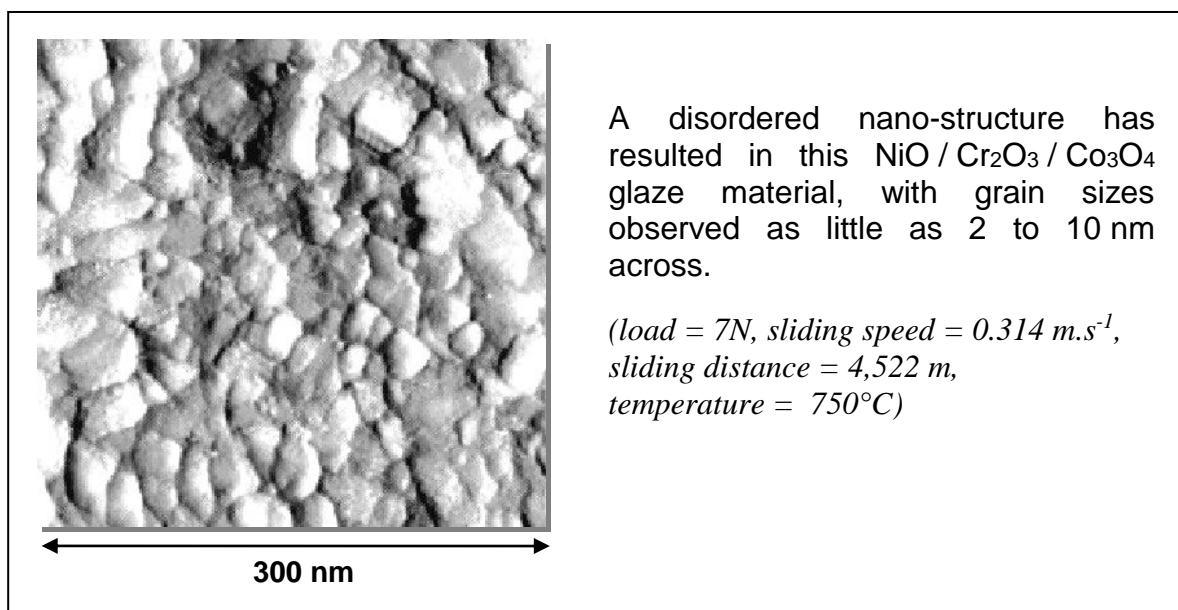 A disordered nano-structure has
resulted in this NiO / Cr₂O₃ / Co₃O₄
glaze material, with grain sizes
observed as little as 2 to 10 nm
across.
(load = 7N, sliding speed = 0.314 m.s⁻¹,
sliding distance = 4,522 m,
temperature = 750°C)
300 nm